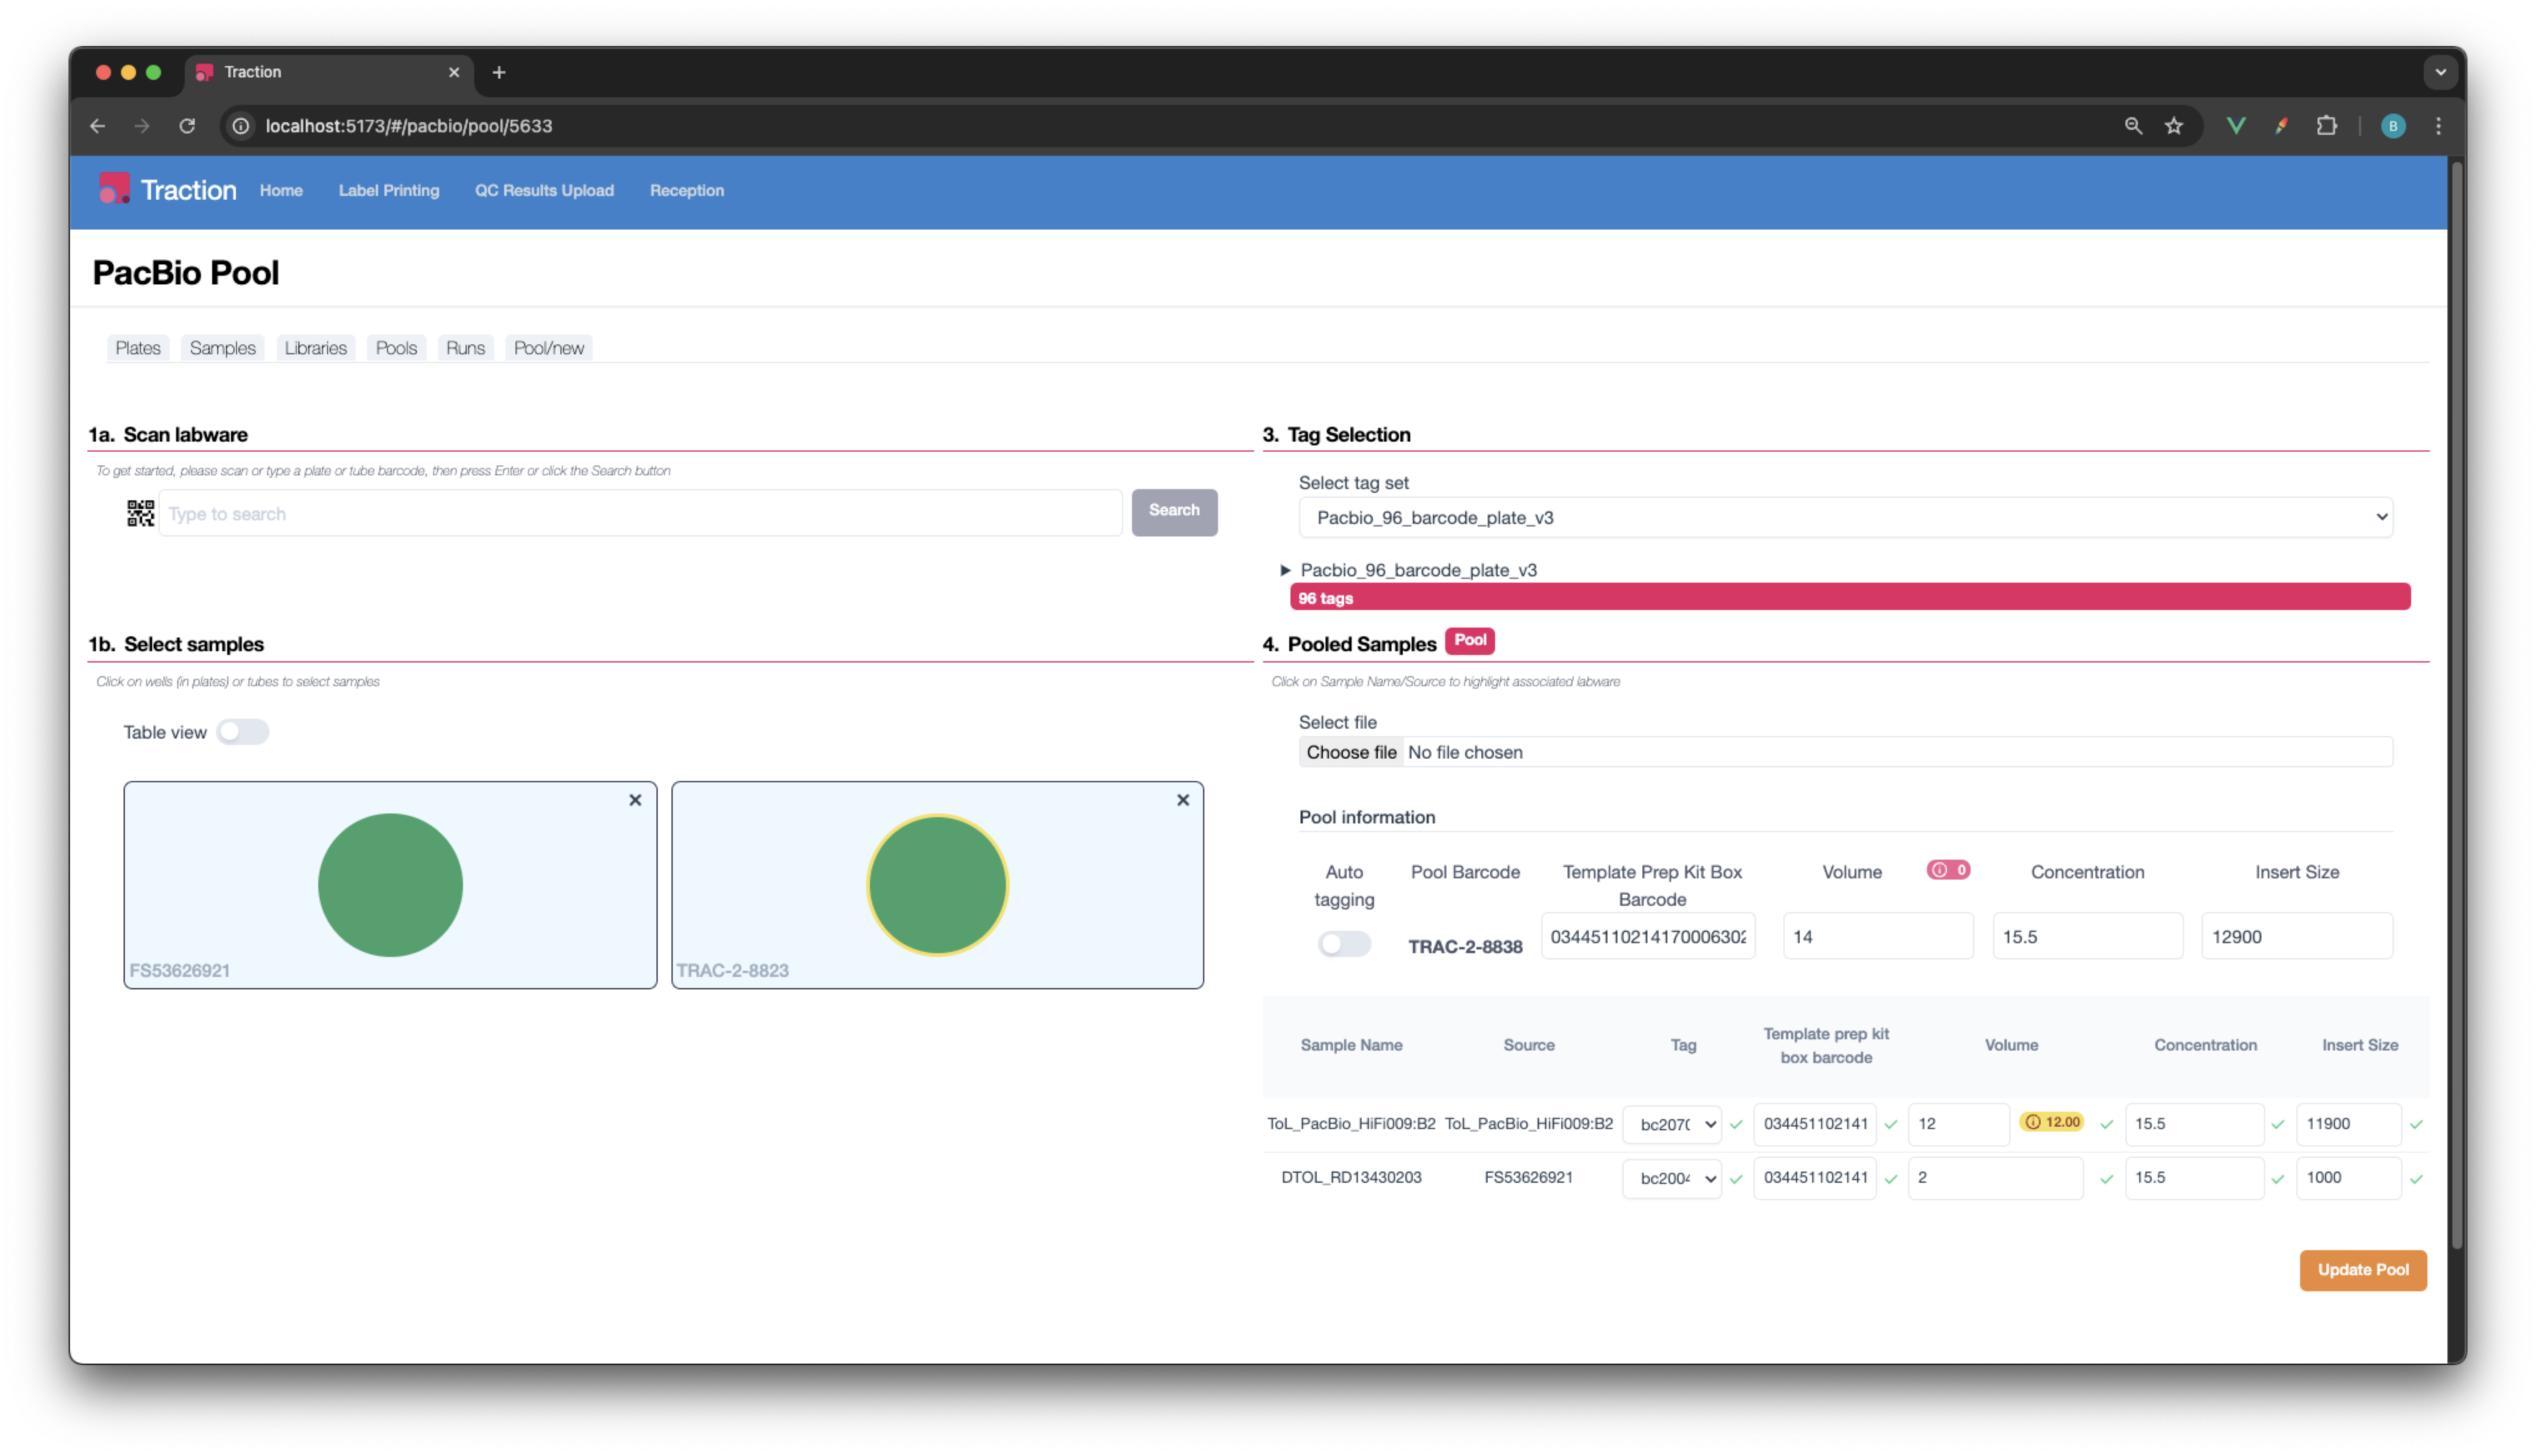 Traction
localhost:5173/#/pacbio/pool/5633
B
Traction Home Label Printing QC Results Upload Reception
PacBio Pool
Plates Samples Libraries Pools Runs Pool/new
1a. Scan labware
To get started, please scan or type a plate or tube barcode, then press Enter or click the Search button
Type to search
Search
1b. Select samples
Click on wells (in plates) or tubes to select samples
Table view
FS53626921
TRAC-2-8823
3. Tag Selection
Select tag set
Pacbio_96_barcode_plate_v3
Pacbio_96_barcode_plate_v3
96 tags
4. Pooled Samples Pool
Click on Sample Name/Source to highlight associated labware
Select file
Choose file No file chosen
Pool information
Auto tagging
Pool Barcode
Template Prep Kit Box Barcode
Volume 0
Concentration
Insert Size
TRAC-2-8838 03445110214170006302 14 15.5 12900
Sample Name Source Tag Template prep kit box barcode Volume Concentration Insert Size
ToL_PacBio_HiFi009:B2 ToL_PacBio_HiFi009:B2 bc2070 034451102141 12 12.00 15.5 11900
DTOL_RD13430203 FS53626921 bc2004 034451102141 2 15.5 1000
Update Pool